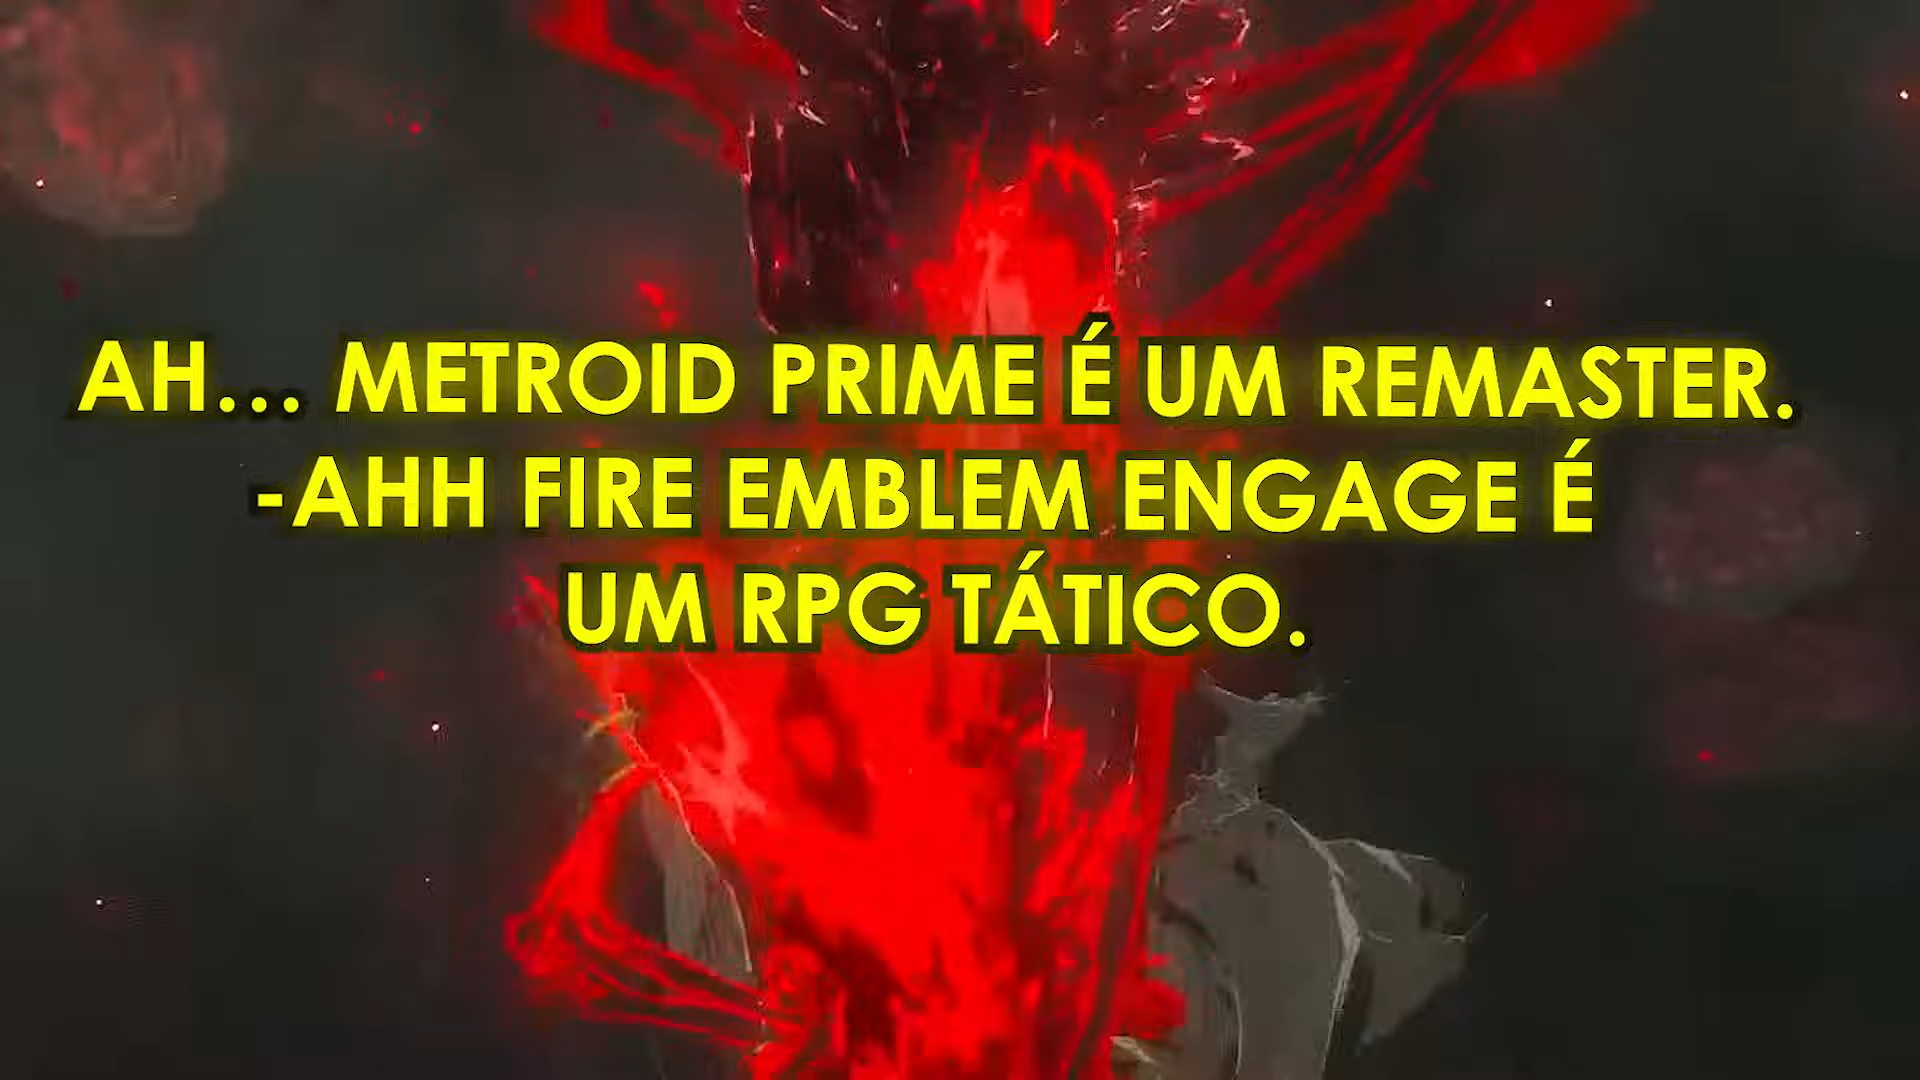 AH... METROID PRIME É UM REMASTER.
-AHH FIRE EMBLEM ENGAGE É
UM RPG TÁTICO.